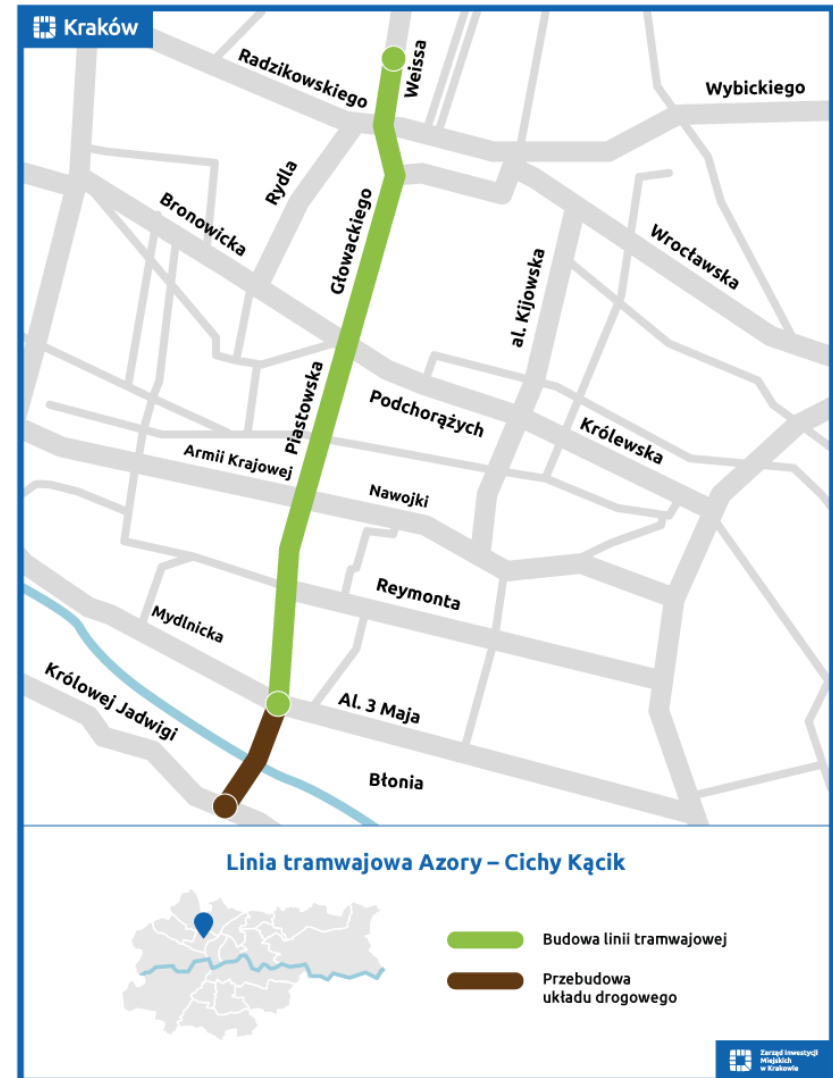 Kraków
Weissa
Radzikowskiego
Wybickiego
Rydla
Głowackiego
Bronowicka
Wrocławska
al. Kijowska
Piastowska
Podchorążych
Królewska
Armii Krajowej
Nawojki
Reymonta
Mydlnicka
Królowej Jadwigi
Al. 3 Maja
Błonia
Linia tramwajowa Azory – Cichy Kącik
Budowa linii tramwajowej
Przebudowa
układu drogowego
Zarząd Inwestycji
Miejskich
w Krakowie